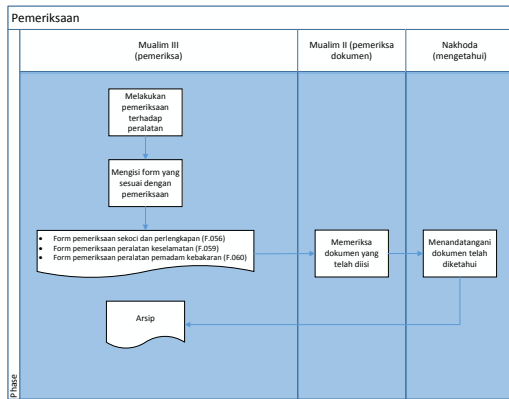 Pemeriksaan
Mualim III
(pemeriksa)
Mualim II (pemeriksa
dokumen)
Nakhoda
(mengetahui)
Melakukan
pemeriksaan
terhadap
peralatan
Mengisi form yang
sesuai dengan
pemeriksaan
• Form pemeriksaan sekoci dan perlengkapan (F.056)
• Form pemeriksaan peralatan keselamatan (F.059)
• Form pemeriksaan peralatan pemadam kebakaran (F.060)
Memeriksa
dokumen yang
telah diisi
Menandatangani
dokumen telah
diketahui
Arsip
Phase